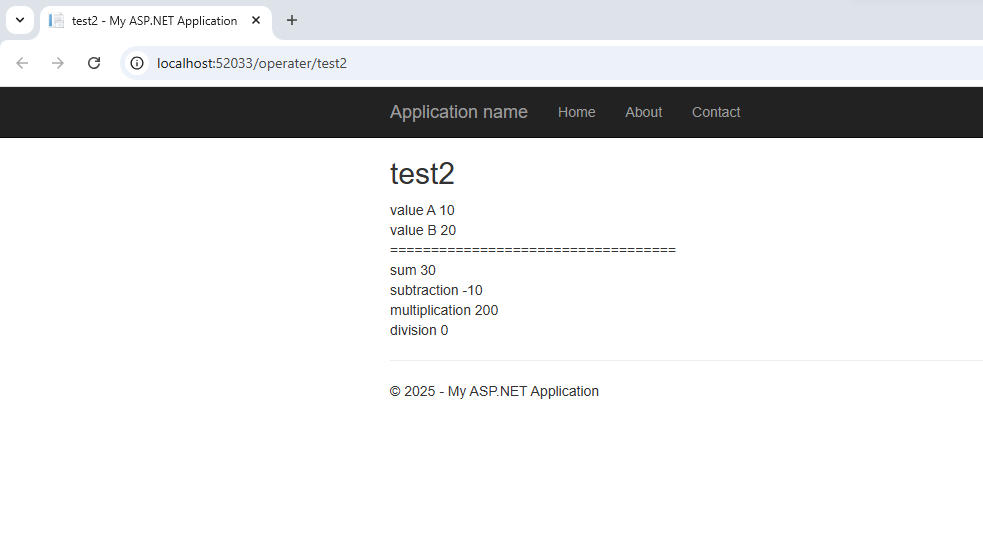 test2 - My ASP.NET Application
localhost:52033/operater/test2
Application name Home About Contact
test2
value A 10
value B 20
===================================
sum 30
subtraction -10
multiplication 200
division 0
© 2025 - My ASP.NET Application